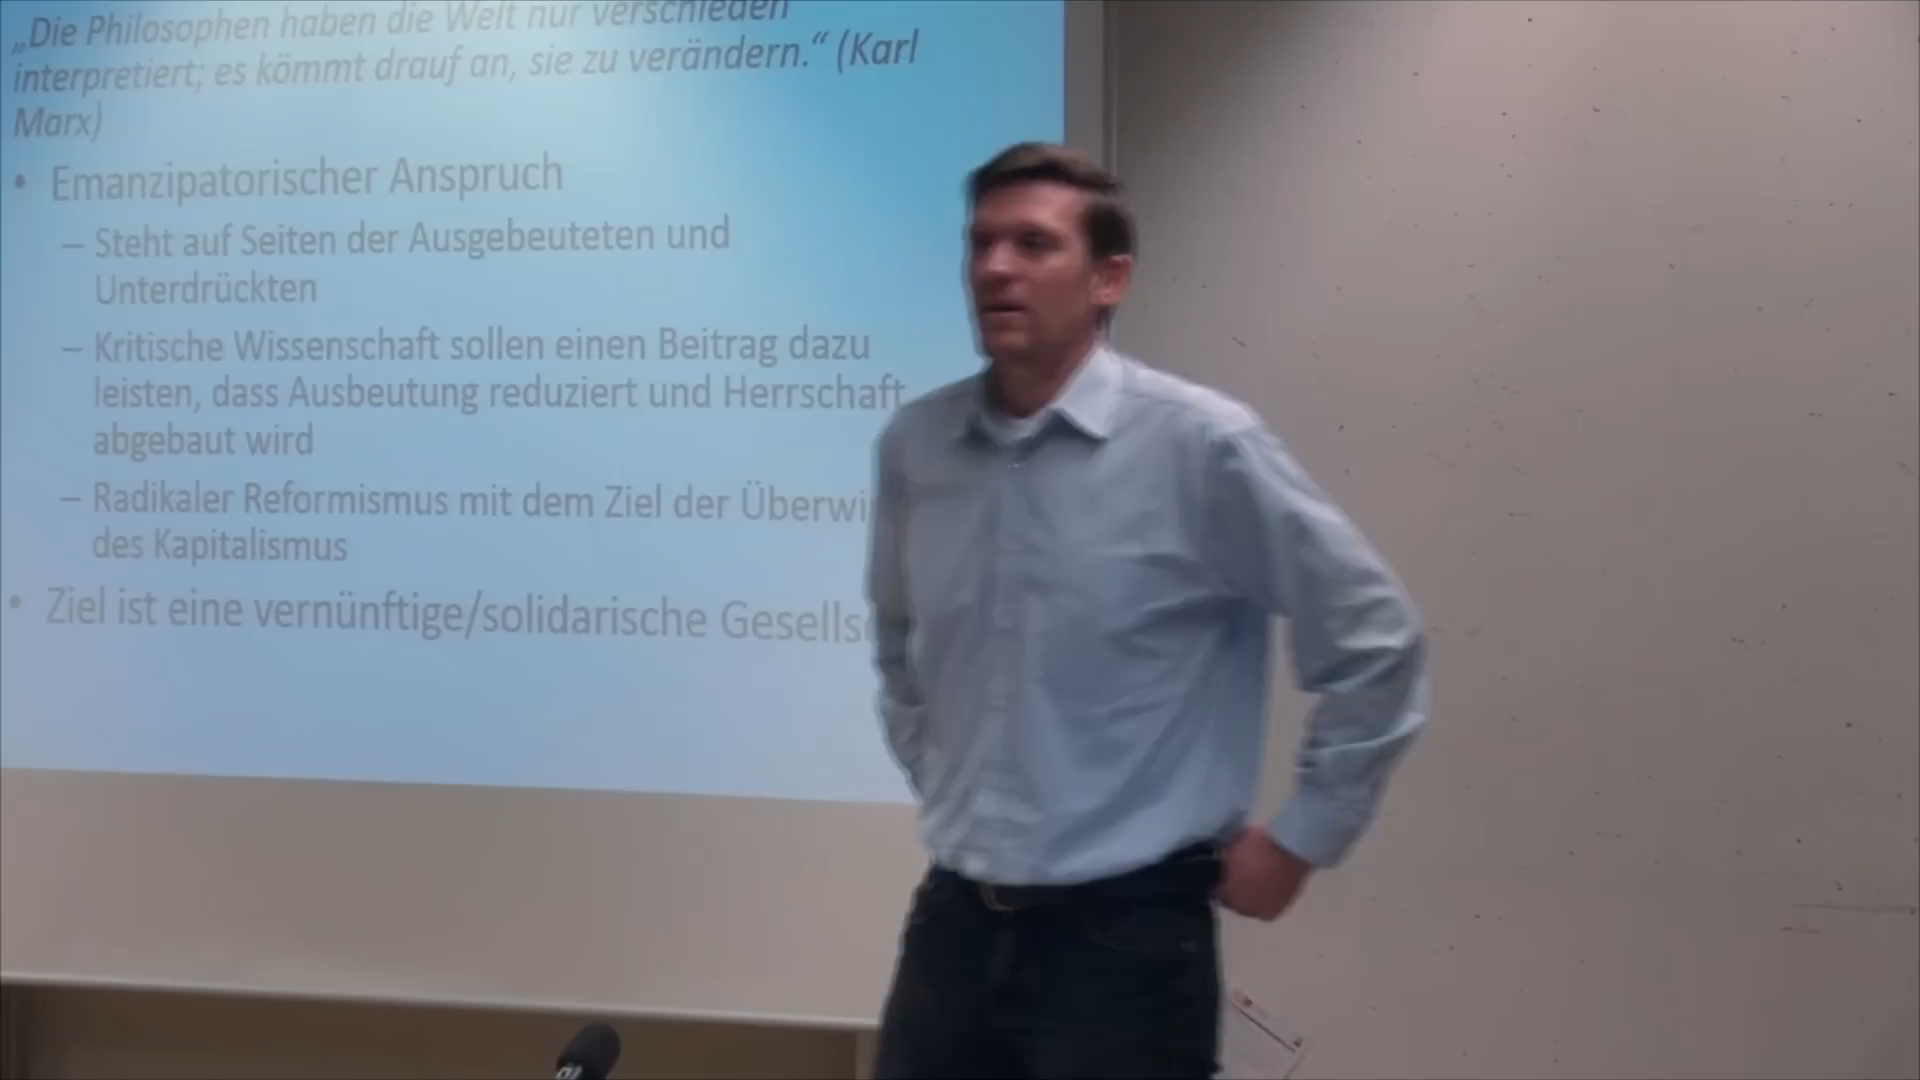 „Die Philosophen haben die Welt nur verschieden
interpretiert; es kömmt drauf an, sie zu verändern.“ (Karl
Marx)
• Emanzipatorischer Anspruch
– Steht auf Seiten der Ausgebeuteten und
Unterdrückten
– Kritische Wissenschaft sollen einen Beitrag dazu
leisten, dass Ausbeutung reduziert und Herrschaft
abgebaut wird
– Radikaler Reformismus mit dem Ziel der Überwi
des Kapitalismus
• Ziel ist eine vernünftige/solidarische Gesells